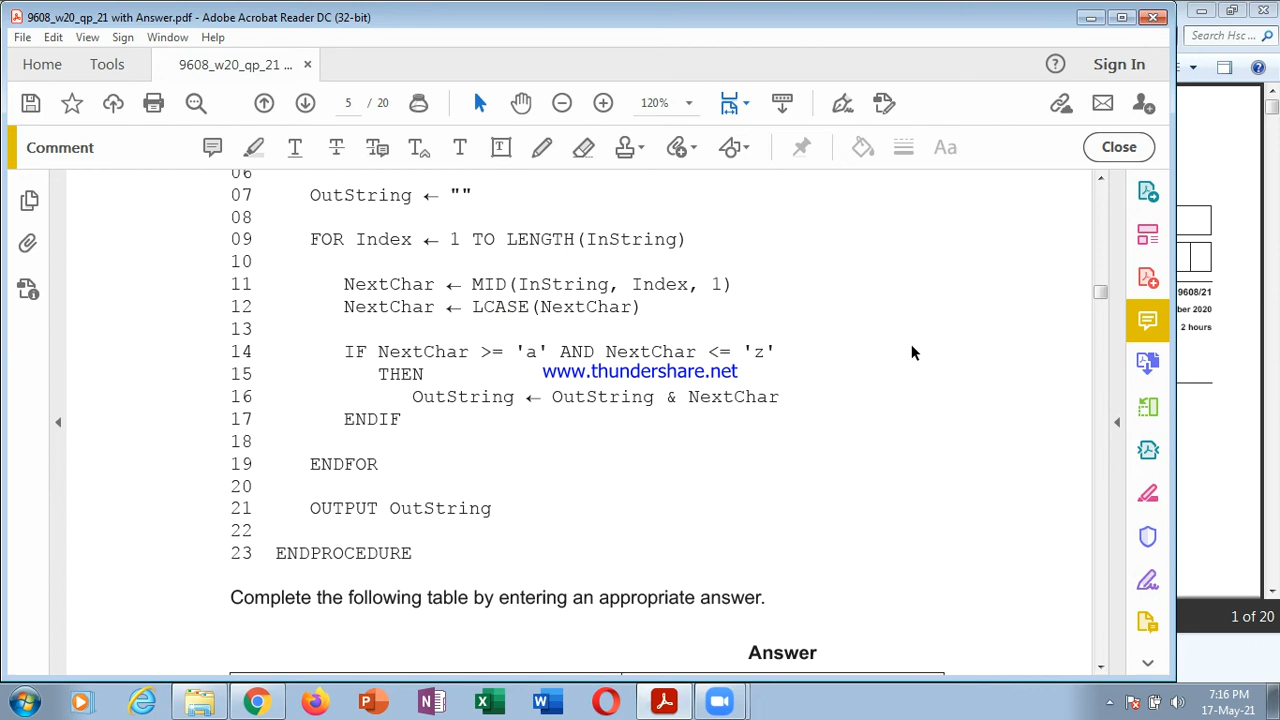 9608_w20_qp_21 with Answer.pdf - Adobe Acrobat Reader DC (32-bit)
File Edit View Sign Window Help
Search Hsc
Home Tools 9608_w20_qp_21 ... × Sign In
5 / 20 120%
Comment Close
06
07 OutString ← ""
08
09 FOR Index ← 1 TO LENGTH(InString)
10
11 NextChar ← MID(InString, Index, 1)
12 NextChar ← LCASE(NextChar)
13
14 IF NextChar >= 'a' AND NextChar <= 'z'
15 THEN
www.thundershare.net
16 OutString ← OutString & NextChar
17 ENDIF
18
19 ENDFOR
20
21 OUTPUT OutString
22
23 ENDPROCEDURE
Complete the following table by entering an appropriate answer.
Answer
9608/21
ber 2020
2 hours
1 of 20
7:16 PM
17-May-21